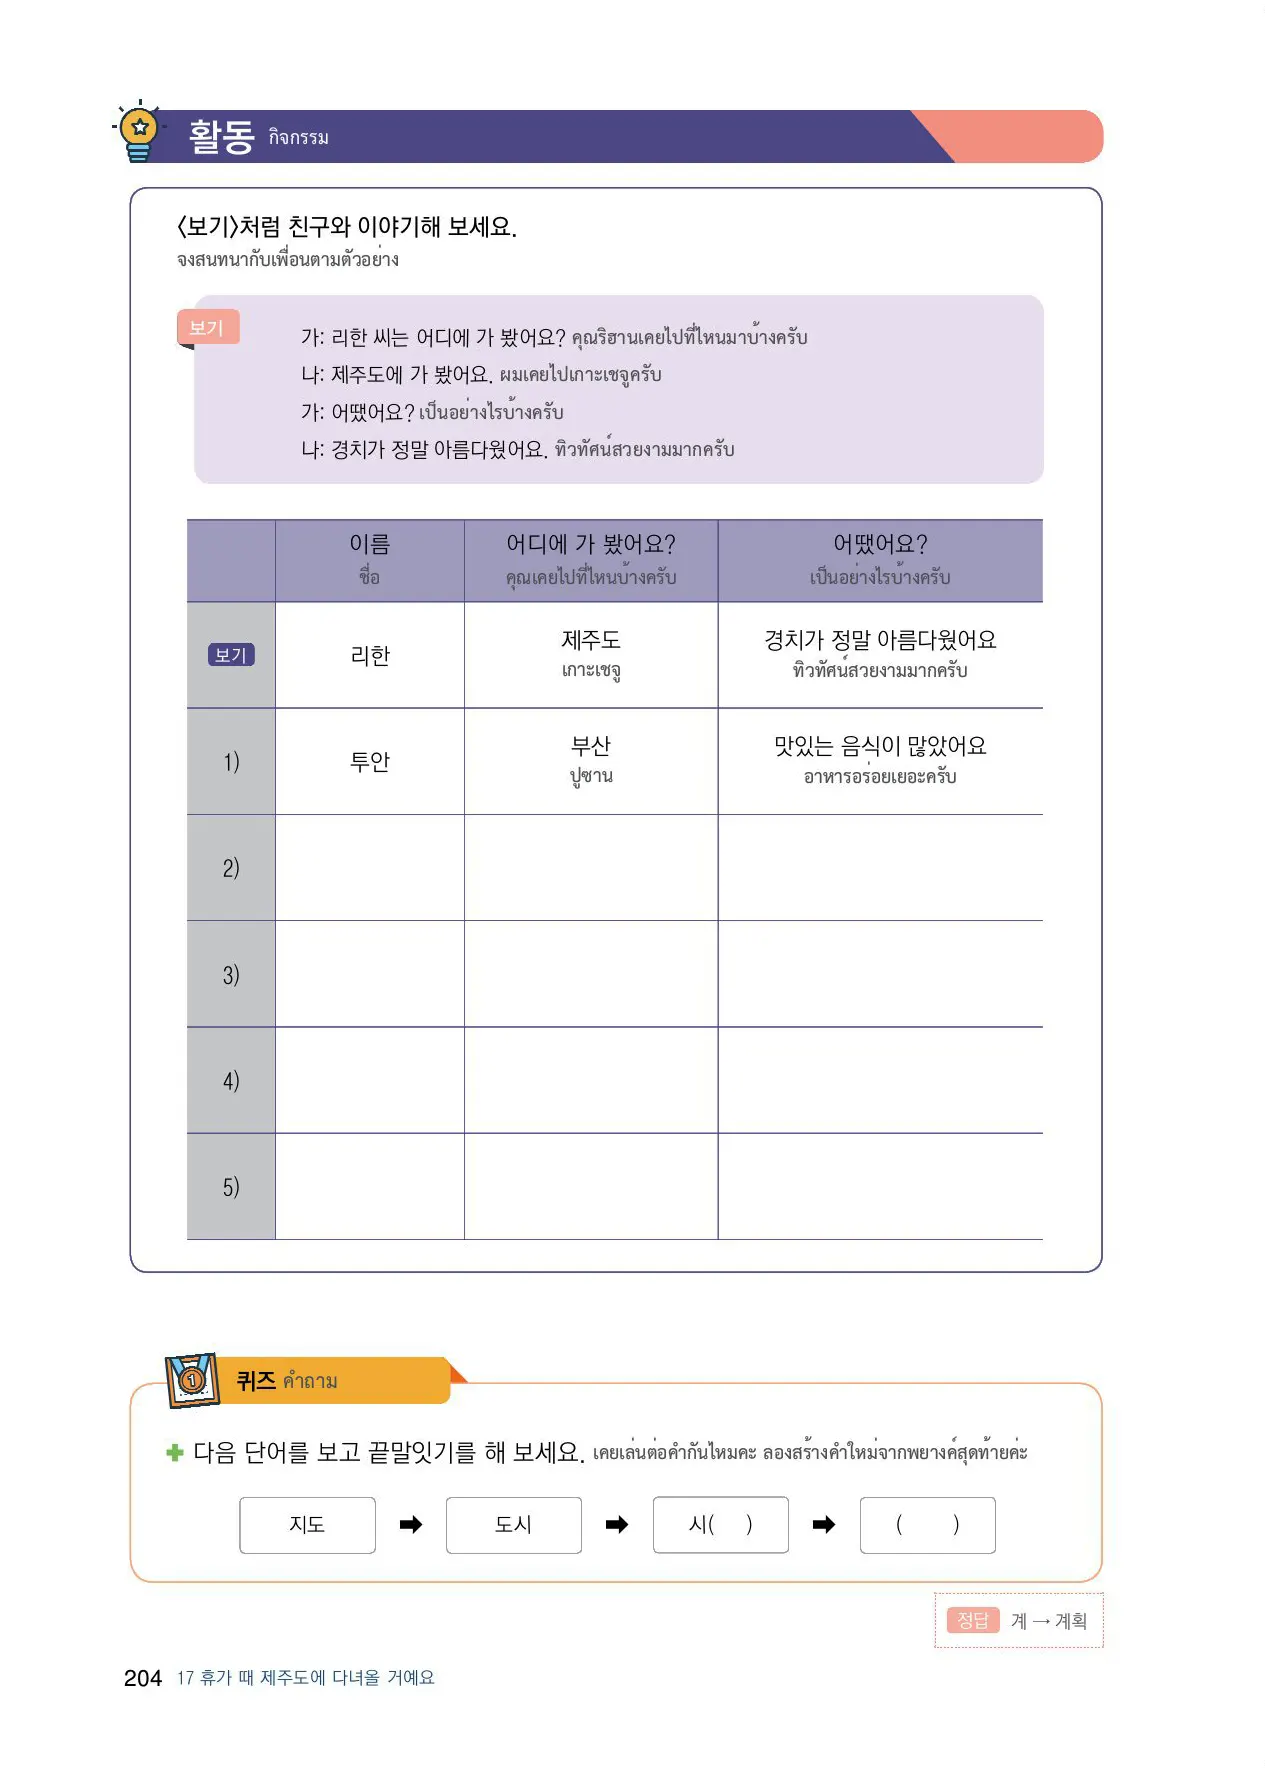 활동 กิจกรรม
<보기>처럼 친구와 이야기해 보세요.
จงสนทนากับเพื่อนตามตัวอย่าง
보기
가: 리한 씨는 어디에 가 봤어요? คุณริฮานเคยไปที่ไหนมาบ้างครับ
나: 제주도에 가 봤어요. ผมเคยไปเกาะเชจูครับ
가: 어땠어요? เป็นอย่างไรบ้างครับ
나: 경치가 정말 아름다웠어요. ทิวทัศน์สวยงามมากครับ
이름 어디에 가 봤어요? 어땠어요?
ชื่อ คุณเคยไปที่ไหนบ้างครับ เป็นอย่างไรบ้างครับ
보기 리한 제주도 경치가 정말 아름다웠어요
เกาะเชจู ทิวทัศน์สวยงามมากครับ
1) 투안 부산 맛있는 음식이 많았어요
ปูซาน อาหารอร่อยเยอะครับ
2)
3)
4)
5)
1
퀴즈 คำถาม
다음 단어를 보고 끝말잇기를 해 보세요. เคยเล่นต่อคำกันไหมคะ ลองสร้างคำใหม่จากพยางค์สุดท้ายค่ะ
지도 ➡ 도시 ➡ 시( ) ➡ ( )
정답 계 → 계획
204 17 휴가 때 제주도에 다녀올 거예요